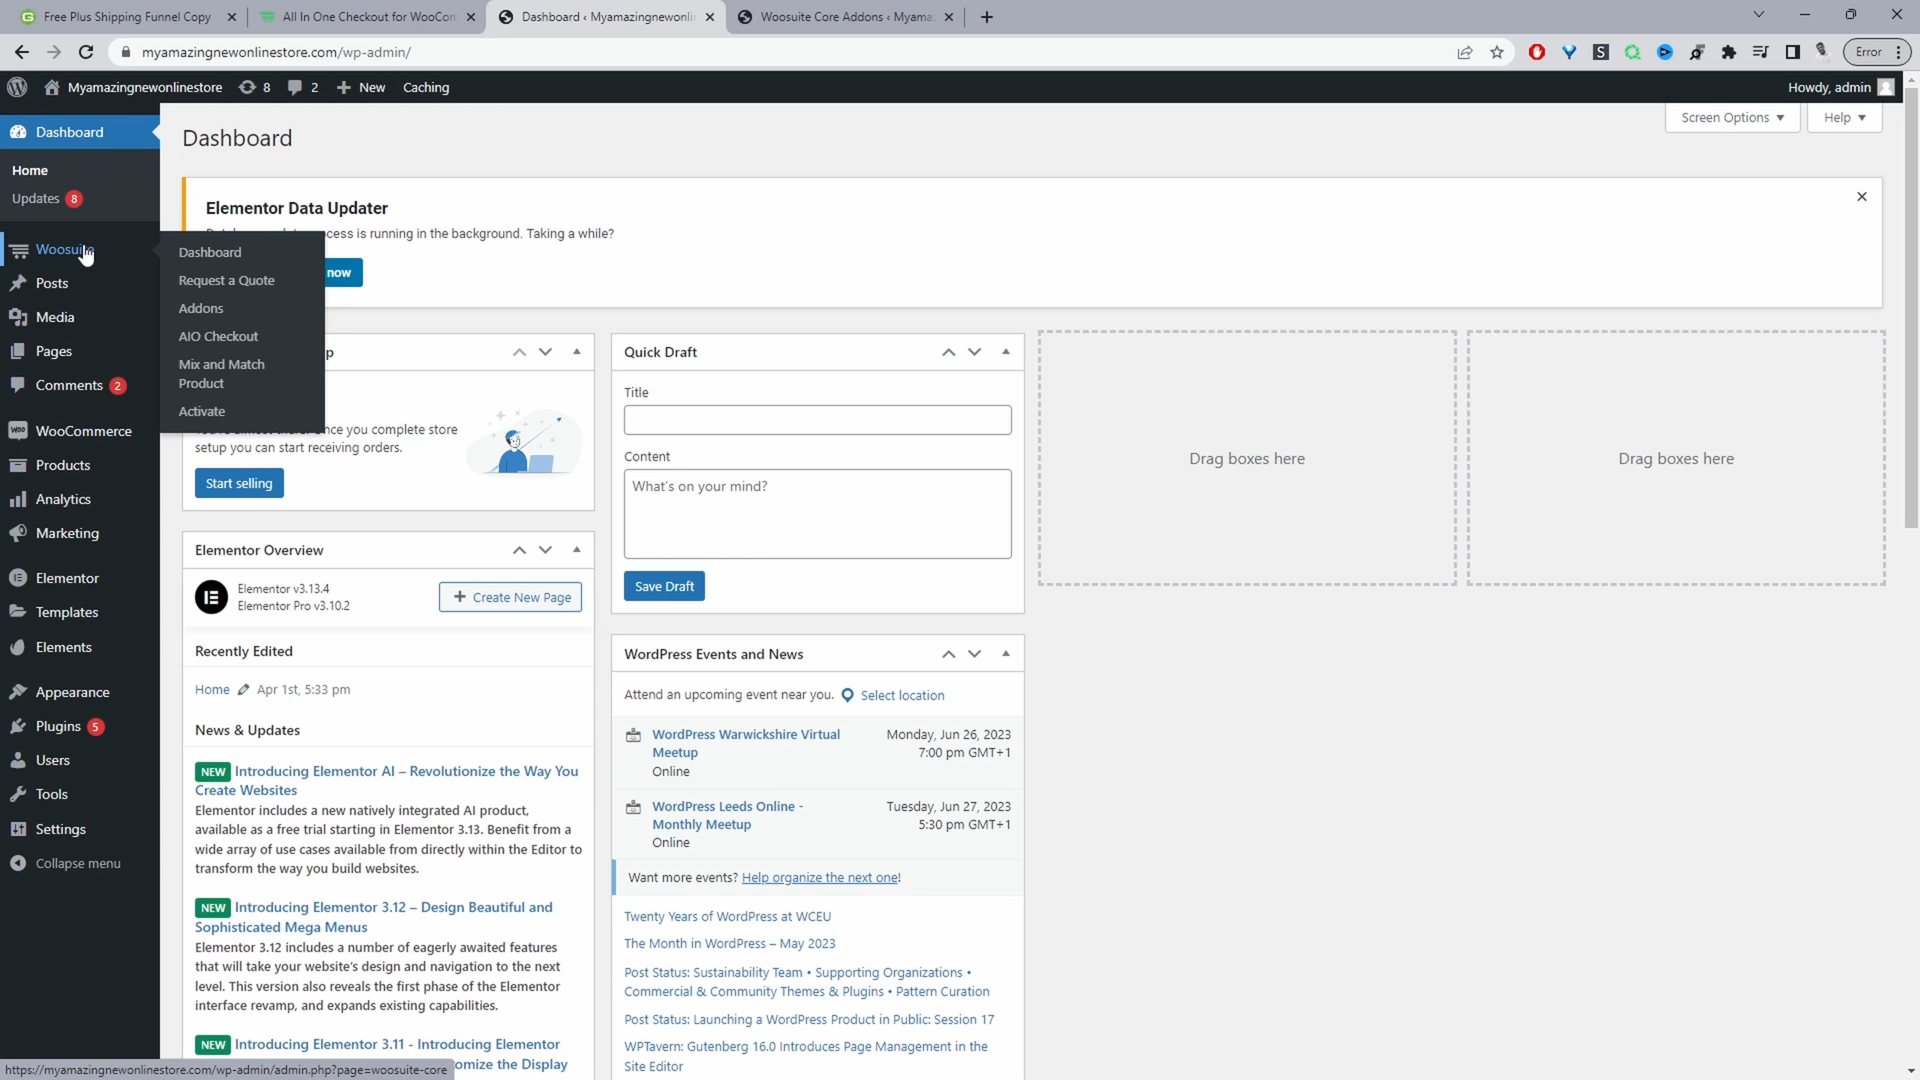 Free Plus Shipping Funnel Copy
All In One Checkout for WooCom
Dashboard ‹ Myamazingnewonlin
Woosuite Core Addons ‹ Myamaz
myamazingnewonlinestore.com/wp-admin/
Error
Myamazingnewonlinestore
8
2
New
Caching
Howdy, admin
Dashboard
Home
Updates 8
Woosuite
Posts
Media
Pages
Comments 2
WooCommerce
Products
Analytics
Marketing
Elementor
Templates
Elements
Appearance
Plugins 5
Users
Tools
Settings
Collapse menu
Dashboard
Request a Quote
Addons
AIO Checkout
Mix and Match
Product
Activate
Dashboard
Screen Options
Help
Elementor Data Updater
process is running in the background. Taking a while?
now
p
once you complete store
setup you can start receiving orders.
Start selling
Elementor Overview
Elementor v3.13.4
Elementor Pro v3.10.2
Create New Page
Recently Edited
Home Apr 1st, 5:33 pm
News & Updates
NEW Introducing Elementor AI – Revolutionize the Way You
Create Websites
Elementor includes a new natively integrated AI product,
available as a free trial starting in Elementor 3.13. Benefit from a
wide array of use cases available from directly within the Editor to
transform the way you build websites.
NEW Introducing Elementor 3.12 – Design Beautiful and
Sophisticated Mega Menus
Elementor 3.12 includes a number of eagerly awaited features
that will take your website's design and navigation to the next
level. This version also reveals the first phase of the Elementor
interface revamp, and expands existing capabilities.
NEW Introducing Elementor 3.11 - Introducing Elementor
omize the Display
Quick Draft
Title
Content
What's on your mind?
Save Draft
WordPress Events and News
Attend an upcoming event near you. Select location
WordPress Warwickshire Virtual
Meetup
Online
Monday, Jun 26, 2023
7:00 pm GMT+1
WordPress Leeds Online -
Monthly Meetup
Online
Tuesday, Jun 27, 2023
5:30 pm GMT+1
Want more events? Help organize the next one!
Twenty Years of WordPress at WCEU
The Month in WordPress – May 2023
Post Status: Sustainability Team • Supporting Organizations •
Commercial & Community Themes & Plugins • Pattern Curation
Post Status: Launching a WordPress Product in Public: Session 17
WPTavern: Gutenberg 16.0 Introduces Page Management in the
Site Editor
Drag boxes here
Drag boxes here
https://myamazingnewonlinestore.com/wp-admin/admin.php?page=woosuite-core